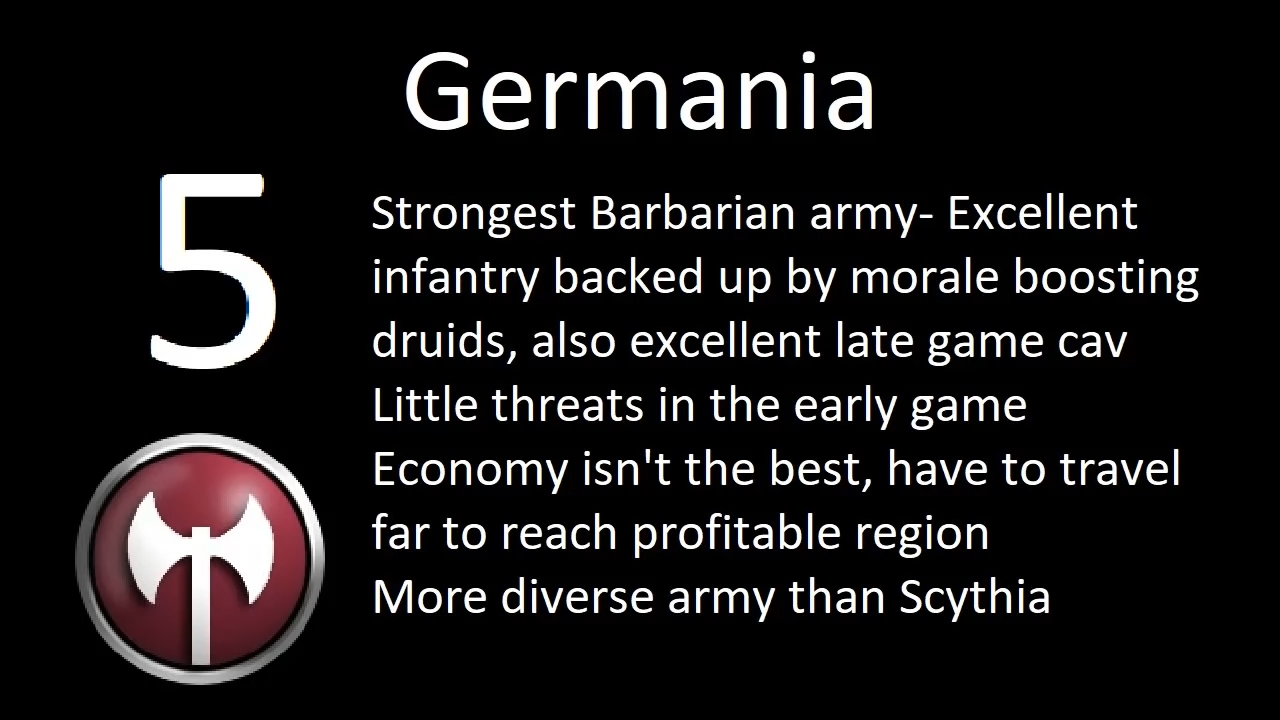 Germania
5
Strongest Barbarian army- Excellent
infantry backed up by morale boosting
druids, also excellent late game cav
Little threats in the early game
Economy isn't the best, have to travel
far to reach profitable region
More diverse army than Scythia